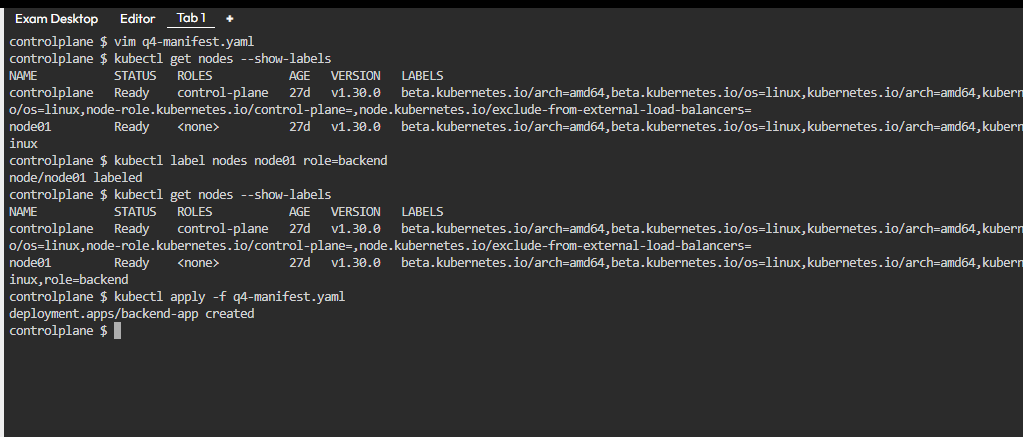 Exam Desktop Editor Tab 1 +
controlplane $ vim q4-manifest.yaml
controlplane $ kubectl get nodes --show-labels
NAME STATUS ROLES AGE VERSION LABELS
controlplane Ready control-plane 27d v1.30.0 beta.kubernetes.io/arch=amd64,beta.kubernetes.io/os=linux,kubernetes.io/arch=amd64,kubern
o/os=linux,node-role.kubernetes.io/control-plane=,node.kubernetes.io/exclude-from-external-load-balancers=
node01 Ready <none> 27d v1.30.0 beta.kubernetes.io/arch=amd64,beta.kubernetes.io/os=linux,kubernetes.io/arch=amd64,kubern
inux
controlplane $ kubectl label nodes node01 role=backend
node/node01 labeled
controlplane $ kubectl get nodes --show-labels
NAME STATUS ROLES AGE VERSION LABELS
controlplane Ready control-plane 27d v1.30.0 beta.kubernetes.io/arch=amd64,beta.kubernetes.io/os=linux,kubernetes.io/arch=amd64,kubern
o/os=linux,node-role.kubernetes.io/control-plane=,node.kubernetes.io/exclude-from-external-load-balancers=
node01 Ready <none> 27d v1.30.0 beta.kubernetes.io/arch=amd64,beta.kubernetes.io/os=linux,kubernetes.io/arch=amd64,kubern
inux,role=backend
controlplane $ kubectl apply -f q4-manifest.yaml
deployment.apps/backend-app created
controlplane $